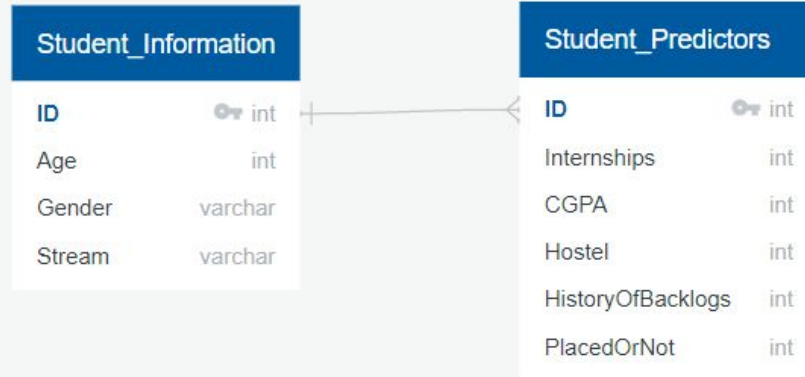 Student_Information
ID int
Age int
Gender varchar
Stream varchar
Student_Predictors
ID int
Internships int
CGPA int
Hostel int
HistoryOfBacklogs int
PlacedOrNot int